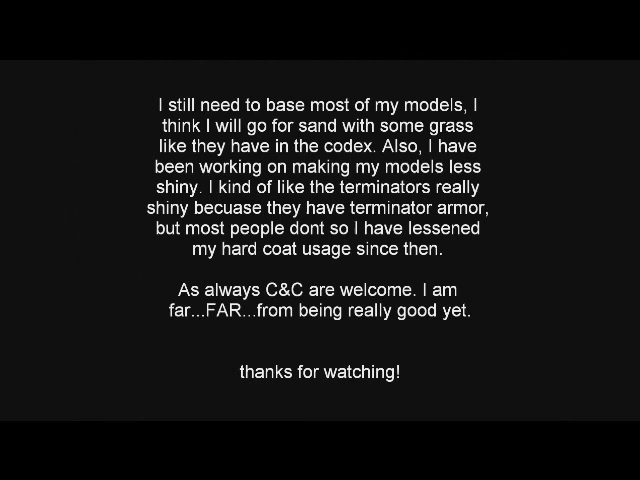 I still need to base most of my models, I
think I will go for sand with some grass
like they have in the codex. Also, I have
been working on making my models less
shiny. I kind of like the terminators really
shiny becuase they have terminator armor,
but most people dont so I have lessened
my hard coat usage since then.
As always C&C are welcome. I am
far...FAR...from being really good yet.
thanks for watching!